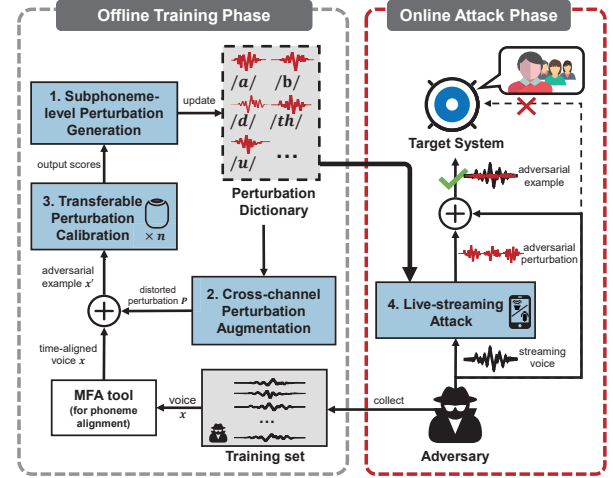 Offline Training Phase
1. Subphoneme-
level Perturbation
Generation
update
/a/ /b/
/d/ /th/
/u/ ...
Perturbation
Dictionary
output scores
3. Transferable
Perturbation
Calibration
× n
adversarial
example x'
distorted
perturbation P
2. Cross-channel
Perturbation
Augmentation
time-aligned
voice x
MFA tool
(for phoneme
alignment)
voice
x
...
Training set
collect
Online Attack Phase
Target System
adversarial
example
adversarial
perturbation
4. Live-streaming
Attack
streaming
voice
Adversary